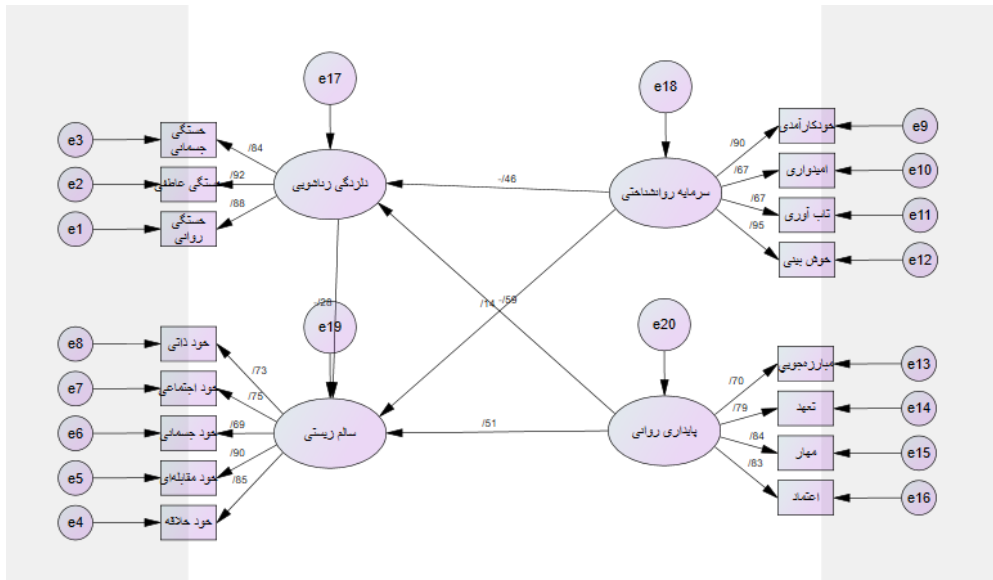 e17
e18
e3
خستگی
جسمانی
/84
e2
خستگی عاطفی
/92
e1
خستگی
روانی
/88
دلزدگی زناشویی
-/46
سرمایه روانشناختی
/90
خودکارآمدی
e9
/67
امیدواری
e10
/67
تاب آوری
e11
/95
خوش بینی
e12
-/28
/14
-/59
e19
e20
e8
خود ذاتی
/73
e7
خود اجتماعی
/75
e6
خود جسمانی
/69
e5
خود مقابله‌ای
/90
e4
خود خلاقه
/85
سالم زیستی
/51
پایداری روانی
/70
مبارزه‌جویی
e13
/79
تعهد
e14
/84
مهار
e15
/83
اعتماد
e16